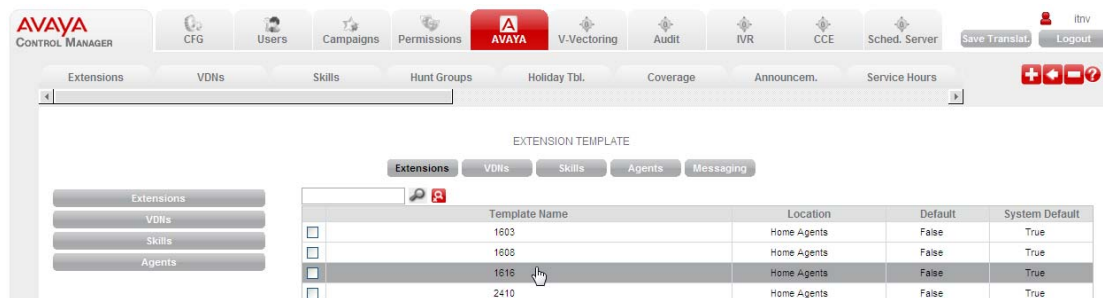 AVAYA
CONTROL MANAGER
CFG Users Campaigns Permissions AVAYA V-Vectoring Audit IVR CCE Sched. Server
itnv
Save Translat. Logout
Extensions VDNs Skills Hunt Groups Holiday Tbl. Coverage Announcem. Service Hours
EXTENSION TEMPLATE
Extensions VDNs Skills Agents Messaging
Extensions
VDNs
Skills
Agents
Template Name Location Default System Default
1603 Home Agents False True
1608 Home Agents False True
1616 Home Agents False True
2410 Home Agents False True